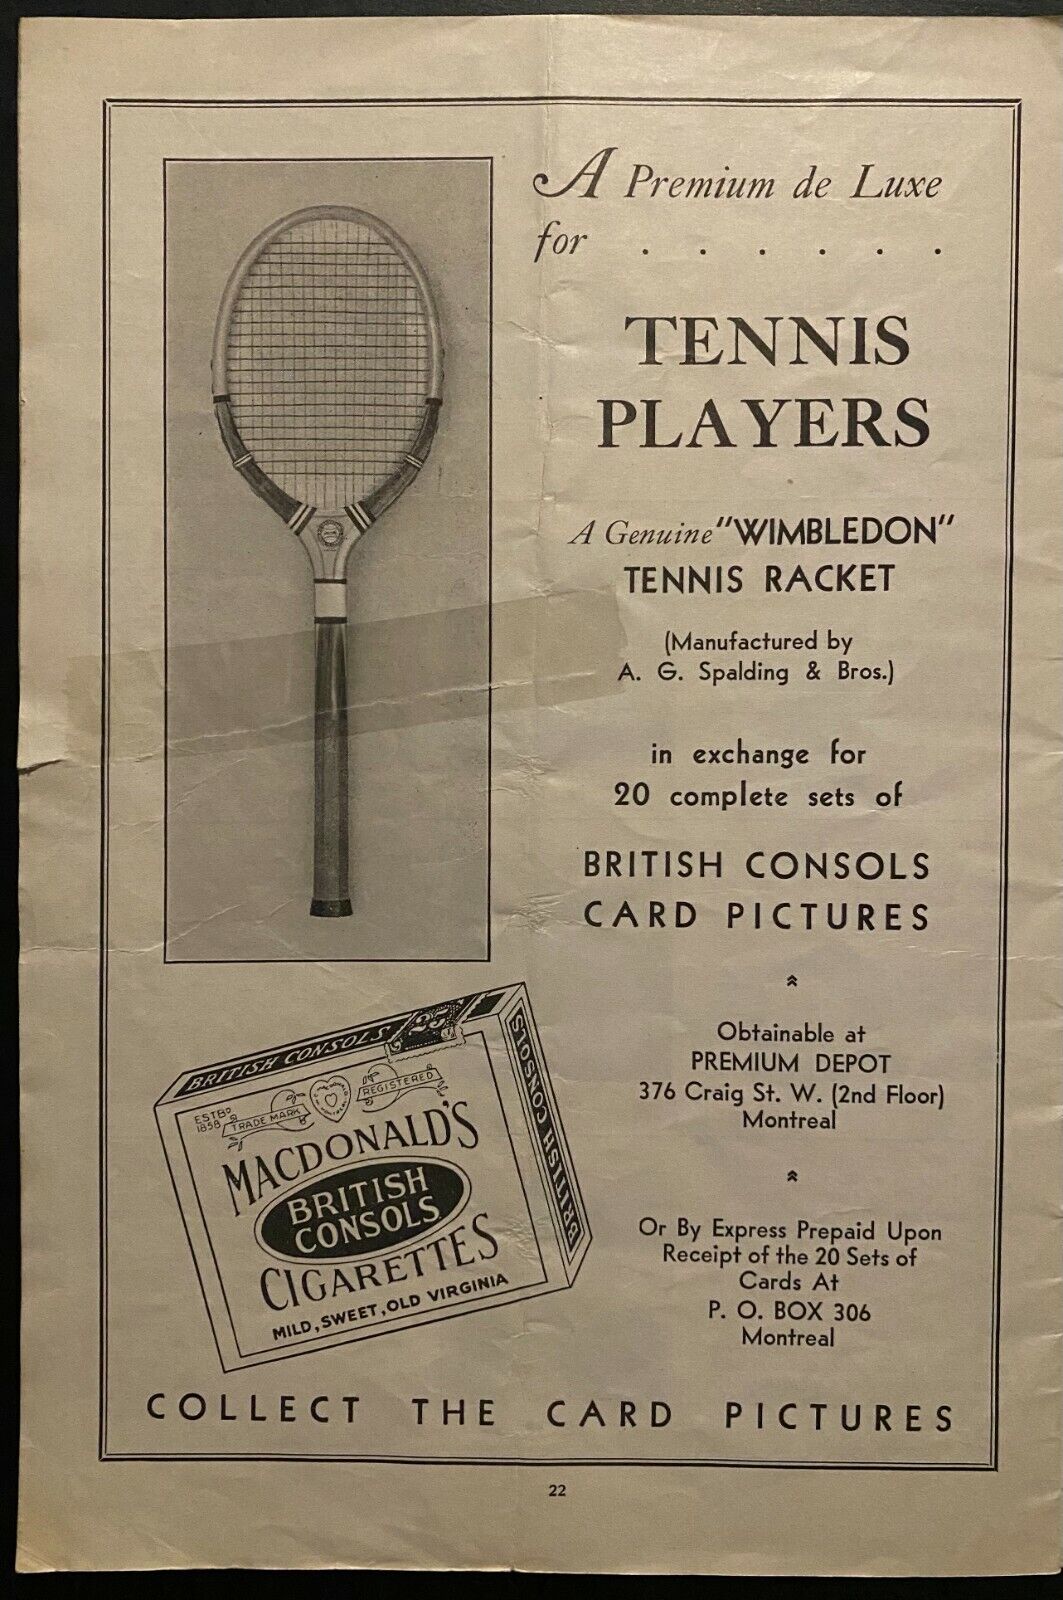 A Premium de Luxe
for . . . . . .
TENNIS
PLAYERS
A Genuine "WIMBLEDON"
TENNIS RACKET
(Manufactured by
A. G. Spalding & Bros.)
in exchange for
20 complete sets of
BRITISH CONSOLS
CARD PICTURES
Obtainable at
PREMIUM DEPOT
376 Craig St. W. (2nd Floor)
Montreal
Or By Express Prepaid Upon
Receipt of the 20 Sets of
Cards At
P. O. BOX 306
Montreal
BRITISH CONSOLS
25
BRITISH CONSOLS
ESTBD
1858
TRADE MARK
REGISTERED
MACDONALD'S
BRITISH
CONSOLS
CIGARETTES
MILD, SWEET, OLD VIRGINIA
COLLECT THE CARD PICTURES
22